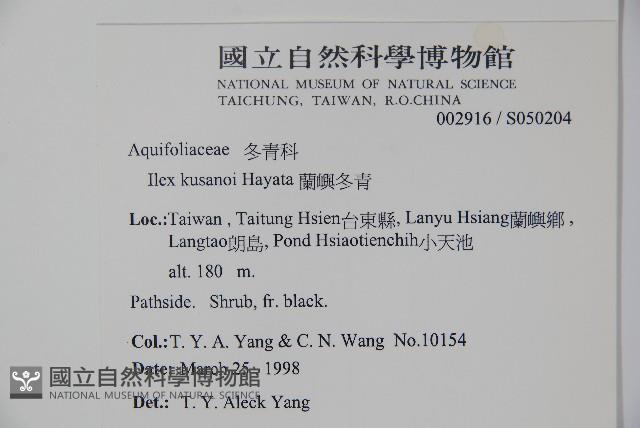 國立自然科學博物館
NATIONAL MUSEUM OF NATURAL SCIENCE
TAICHUNG, TAIWAN, R.O.CHINA
002916 / S050204
Aquifoliaceae 冬青科
Ilex kusanoi Hayata 蘭嶼冬青
Loc.:Taiwan , Taitung Hsien台東縣, Lanyu Hsiang蘭嶼鄉 ,
Langtao朗島, Pond Hsiaotienchih小天池
alt. 180 m.
Pathside. Shrub, fr. black.
Col.:T. Y. A. Yang & C. N. Wang No.10154
Date: March 25 1998
國立自然科學博物館
NATIONAL MUSEUM OF NATURAL SCIENCE
Det.: T. Y. Aleck Yang